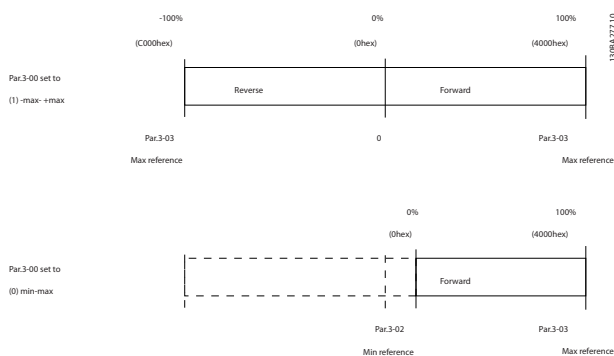 -100% 0% 100%
(C000hex) (0hex) (4000hex)
130BA277.10
Par.3-00 set to
(1) -max- +max
Reverse Forward
Par.3-03 0 Par.3-03
Max reference Max reference
0% 100%
(0hex) (4000hex)
Par.3-00 set to
(0) min-max
Forward
Par.3-02 Par.3-03
Min reference Max reference